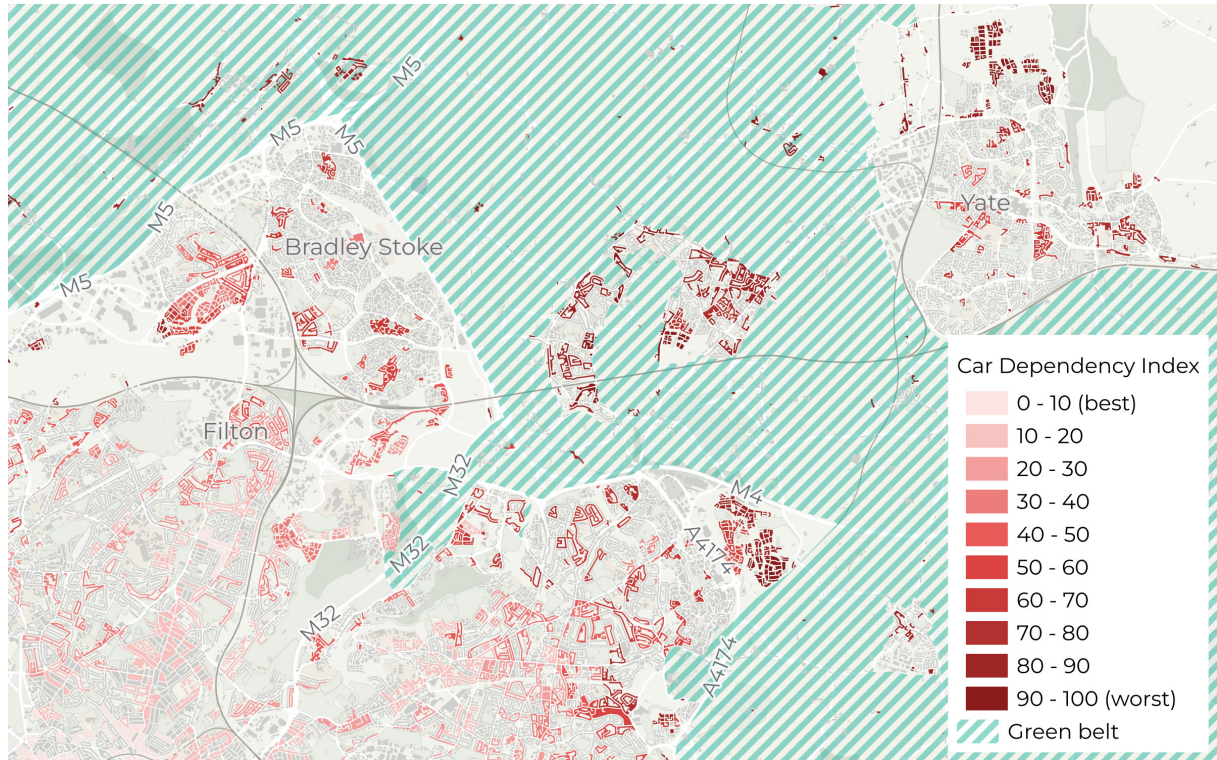 M5
M5
M5
M5
Yate
Bradley Stoke
M5
Car Dependency Index
0 - 10 (best)
10 - 20
Filton
20 - 30
M32
30 - 40
M4
40 - 50
A4174
M32
50 - 60
60 - 70
M32
70 - 80
A4174
80 - 90
90 - 100 (worst)
Green belt